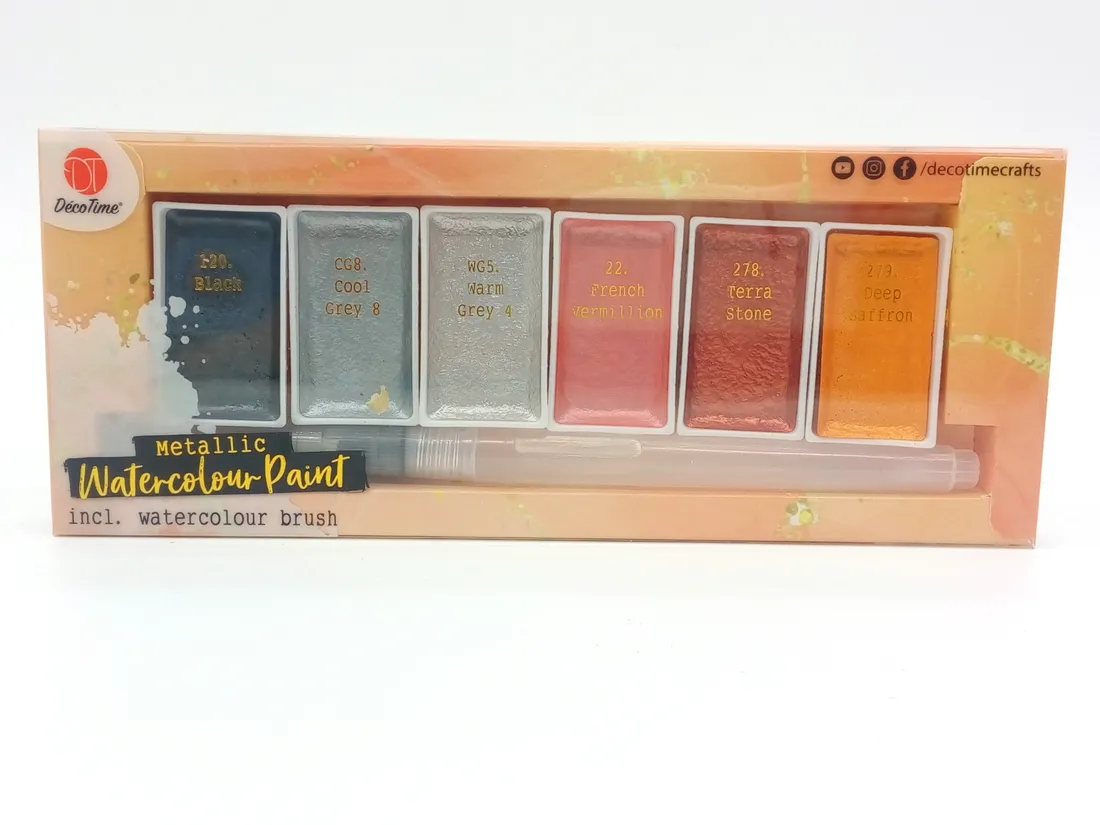 DT
DécoTime®
/decotimecrafts
120.
Black
CG8.
Cool
Grey 8
WG5.
Warm
Grey 4
22.
French
Vermillion
278.
Terra
Stone
279.
Deep
Saffron
Metallic
Watercolour Paint
incl. watercolour brush